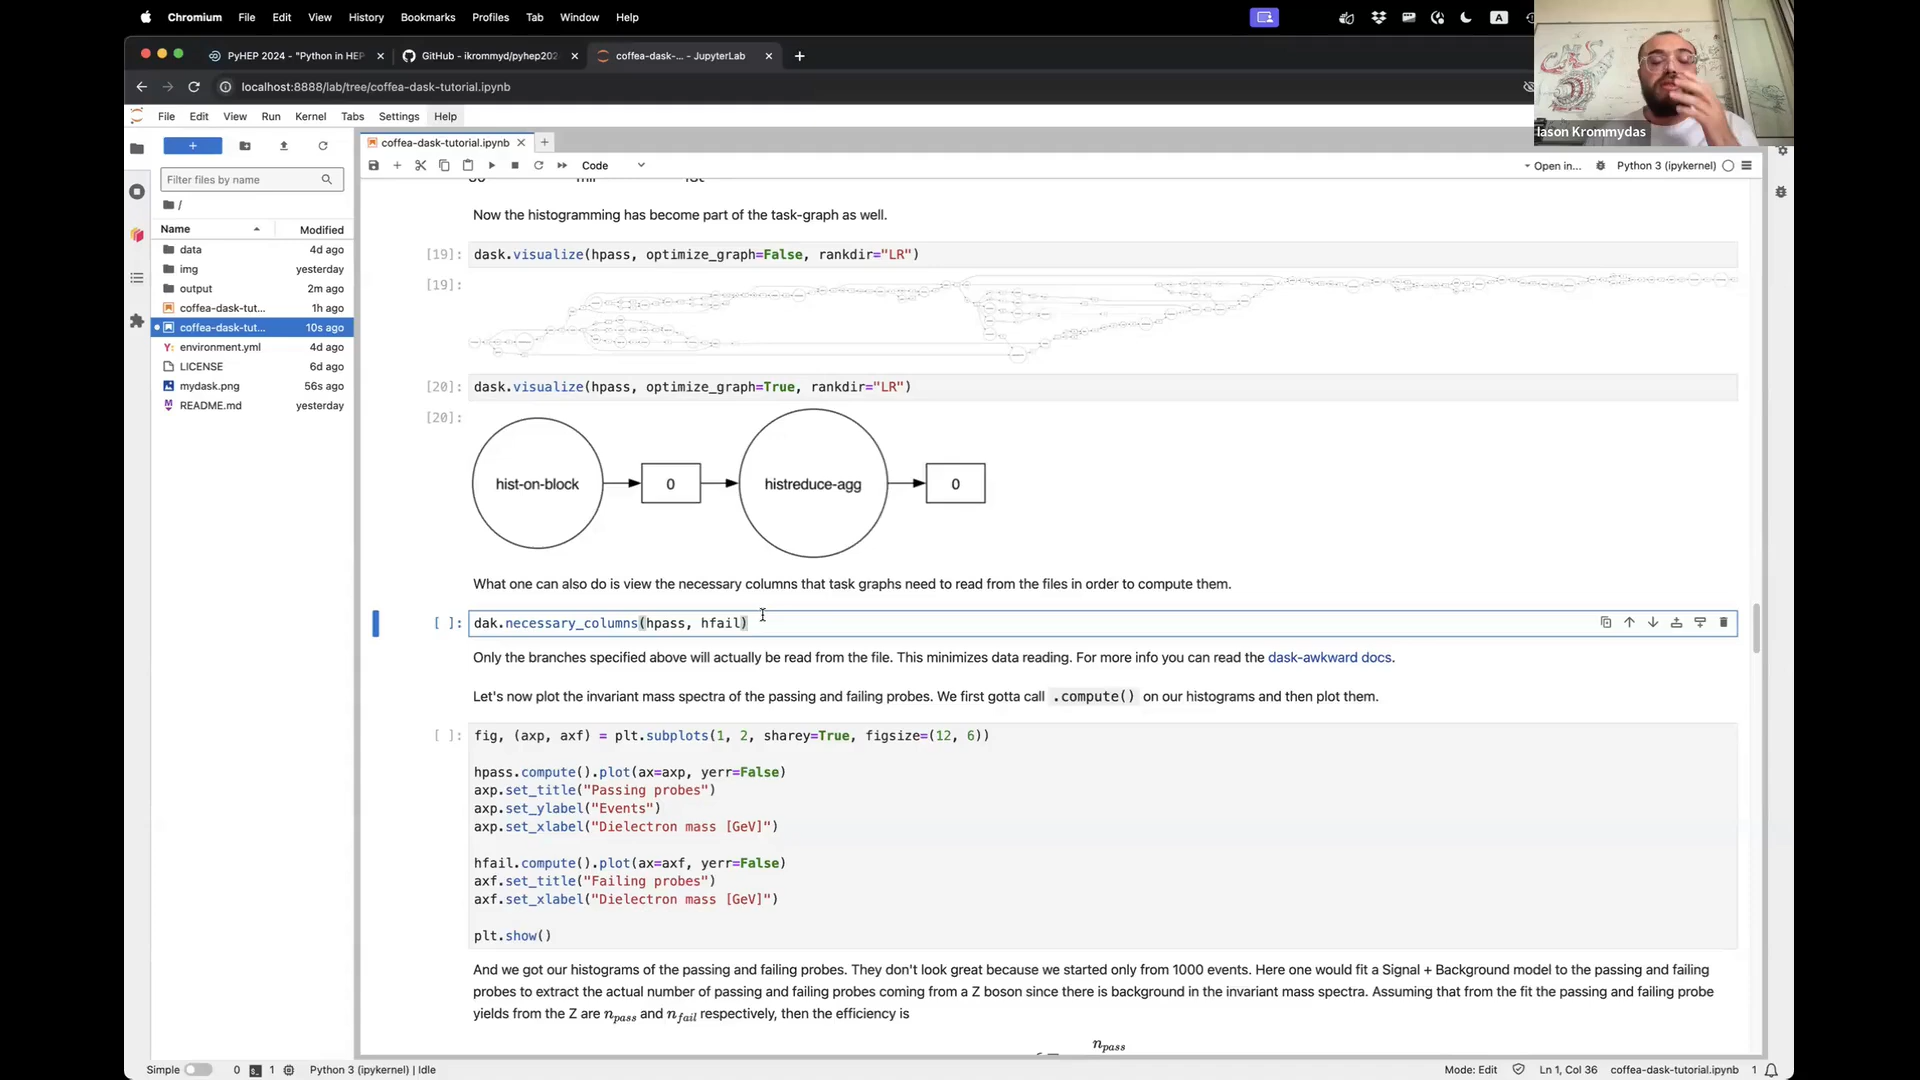 Chromium File Edit View History Bookmarks Profiles Tab Window Help
A
PyHEP 2024 - "Python in HEP
GitHub - ikrommyd/pyhep202
coffea-dask-... - JupyterLab
localhost:8888/lab/tree/coffea-dask-tutorial.ipynb
Iason Krommydas
File Edit View Run Kernel Tabs Settings Help
coffea-dask-tutorial.ipynb
Code
Open in...
Python 3 (ipykernel)
Filter files by name
/
Name Modified
data 4d ago
img yesterday
output 2m ago
coffea-dask-tut... 1h ago
coffea-dask-tut... 10s ago
environment.yml 4d ago
LICENSE 6d ago
mydask.png 56s ago
README.md yesterday
Now the histogramming has become part of the task-graph as well.
[19]: dask.visualize(hpass, optimize_graph=False, rankdir="LR")
[19]:
[20]: dask.visualize(hpass, optimize_graph=True, rankdir="LR")
[20]:
hist-on-block 0 histreduce-agg 0
What one can also do is view the necessary columns that task graphs need to read from the files in order to compute them.
[ ]: dak.necessary_columns(hpass, hfail)
Only the branches specified above will actually be read from the file. This minimizes data reading. For more info you can read the dask-awkward docs.
Let's now plot the invariant mass spectra of the passing and failing probes. We first gotta call .compute() on our histograms and then plot them.
[ ]: fig, (axp, axf) = plt.subplots(1, 2, sharey=True, figsize=(12, 6))
hpass.compute().plot(ax=axp, yerr=False)
axp.set_title("Passing probes")
axp.set_ylabel("Events")
axp.set_xlabel("Dielectron mass [GeV]")
hfail.compute().plot(ax=axf, yerr=False)
axf.set_title("Failing probes")
axf.set_xlabel("Dielectron mass [GeV]")
plt.show()
And we got our histograms of the passing and failing probes. They don't look great because we started only from 1000 events. Here one would fit a Signal + Background model to the passing and failing
probes to extract the actual number of passing and failing probes coming from a Z boson since there is background in the invariant mass spectra. Assuming that from the fit the passing and failing probe
yields from the Z are n_pass and n_fail respectively, then the efficiency is
n_pass
Simple 0 1 Python 3 (ipykernel) | Idle
Mode: Edit Ln 1, Col 36 coffea-dask-tutorial.ipynb 1